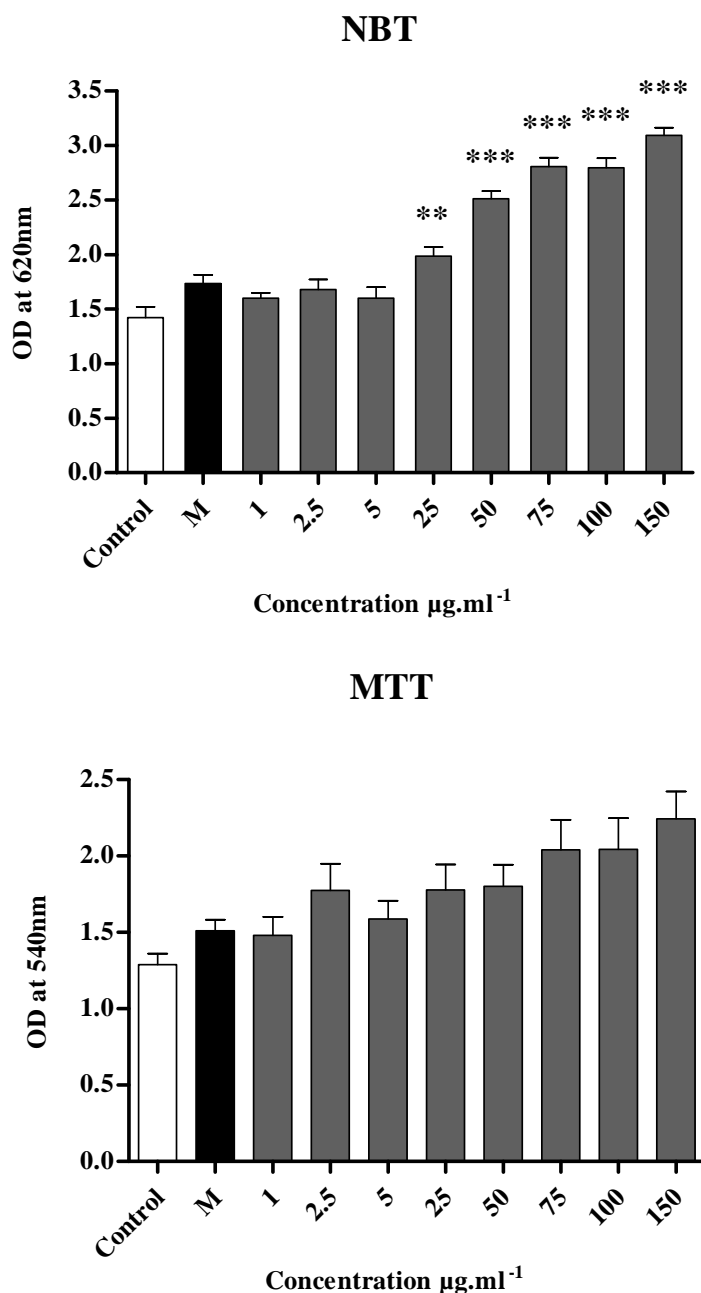 NBT
OD at 620nm
3.5
3.0
2.5
2.0
1.5
1.0
0.5
0.0
** *** *** *** ***
Control M 1 2.5 5 25 50 75 100 150
Concentration µg.ml-1
MTT
OD at 540nm
2.5
2.0
1.5
1.0
0.5
0.0
Control M 1 2.5 5 25 50 75 100 150
Concentration µg.ml-1